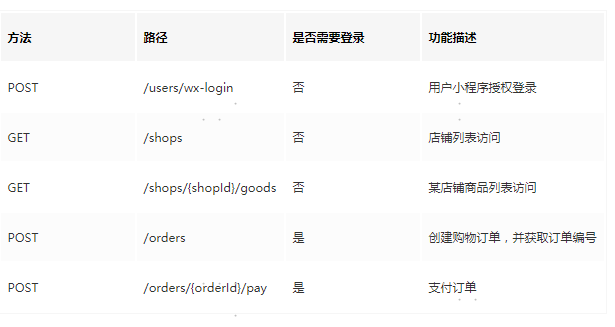 方法 路径 是否需要登录 功能描述
POST /users/wx-login 否 用户小程序授权登录
GET /shops 否 店铺列表访问
GET /shops/{shopId}/goods 否 某店铺商品列表访问
POST /orders 是 创建购物订单，并获取订单编号
POST /orders/{orderId}/pay 是 支付订单